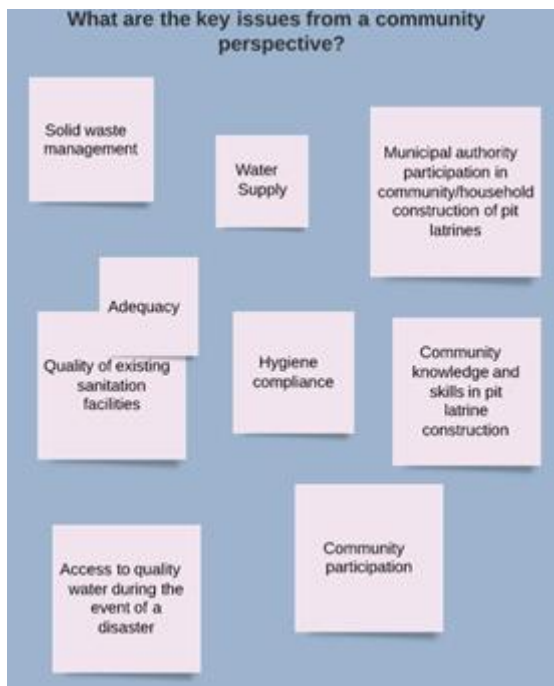 What are the key issues from a community
perspective?
Solid waste
management
Water
Supply
Municipal authority
participation in
community/household
construction of pit
latrines
Adequacy
Quality of existing
sanitation
facilities
Hygiene
compliance
Community
knowledge and
skills in pit
latrine
construction
Access to quality
water during the
event of a
disaster
Community
participation